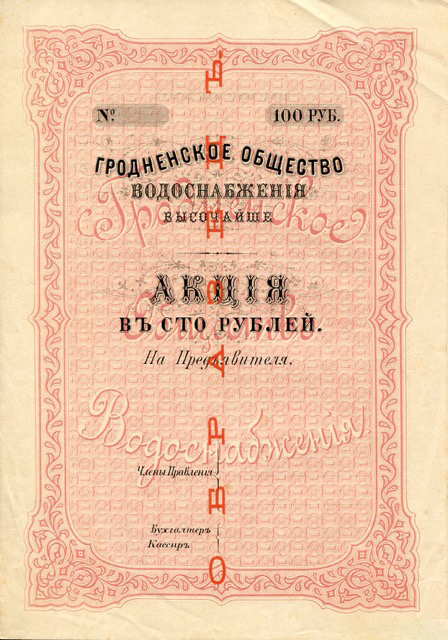 № 100 РУБ.
ГРОДНЕНСКОЕ ОБЩЕСТВО
ВОДОСНАБЖЕНІЯ
ВЫСОЧАЙШЕ
АКЦІЯ
ВЪ СТО РУБЛЕЙ.
На Предъявителя.
Члены Правленія
Бухгалтеръ
Кассиръ
ОБРАЗЕЦЪ
Гродненское
Общество
Водоснабженія